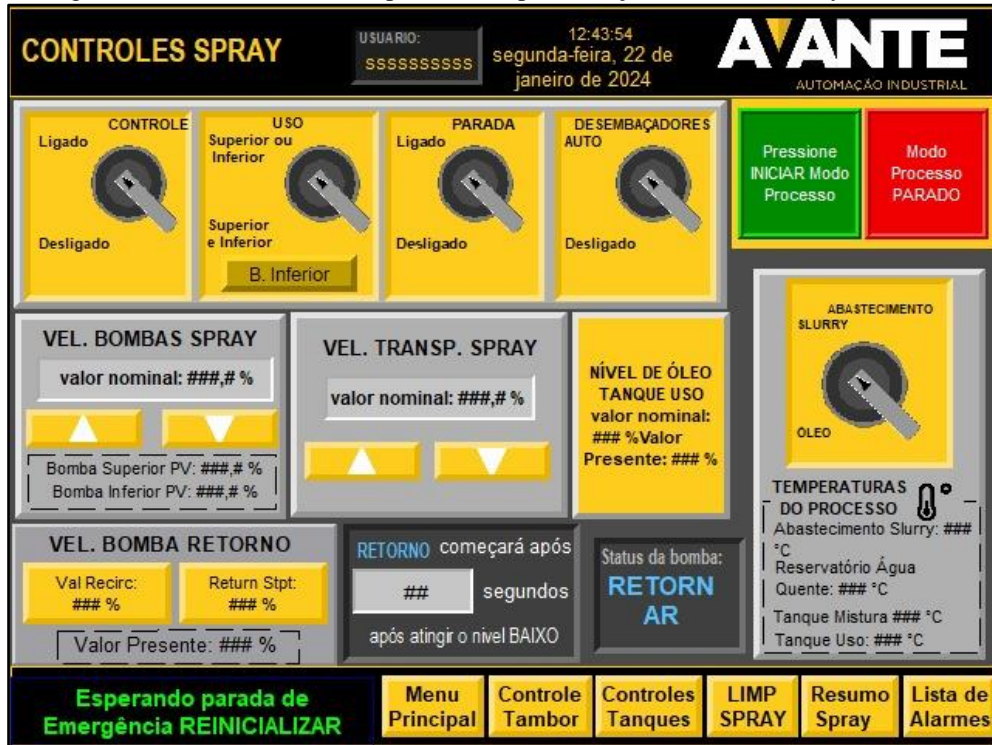 CONTROLES SPRAY
USUARIO:
SSSSSSSSSS
12:43:54
segunda-feira, 22 de
janeiro de 2024
AVANTE
AUTOMAÇÃO INDUSTRIAL
CONTROLE
Ligado
Desligado
USO
Superior ou
Inferior
Superior
e Inferior
B. Inferior
PARADA
Ligado
Desligado
DESEMBAÇADORES
AUTO
Desligado
Pressione
INICIAR Modo
Processo
Modo
Processo
PARADO
VEL. BOMBAS SPRAY
valor nominal: ###,# %
Bomba Superior PV: ###,# %
Bomba Inferior PV: ###,# %
VEL. TRANSP. SPRAY
valor nominal: ###,# %
NÍVEL DE ÓLEO
TANQUE USO
valor nominal:
### %Valor
Presente: ### %
ABASTECIMENTO
SLURRY
ÓLEO
TEMPERATURAS
DO PROCESSO
Abastecimento Slurry: ###
°C
Reservatório Água
Quente: ### °C
Tanque Mistura ### °C
Tanque Uso: ### °C
VEL. BOMBA RETORNO
Val Recirc:
### %
Return Stpt:
### %
Valor Presente: ### %
RETORNO começará após
## segundos
após atingir o nivel BAIXO
Status da bomba:
RETORN
AR
Esperando parada de
Emergência REINICIALIZAR
Menu
Principal
Controle
Tambor
Controles
Tanques
LIMP
SPRAY
Resumo
Spray
Lista de
Alarmes